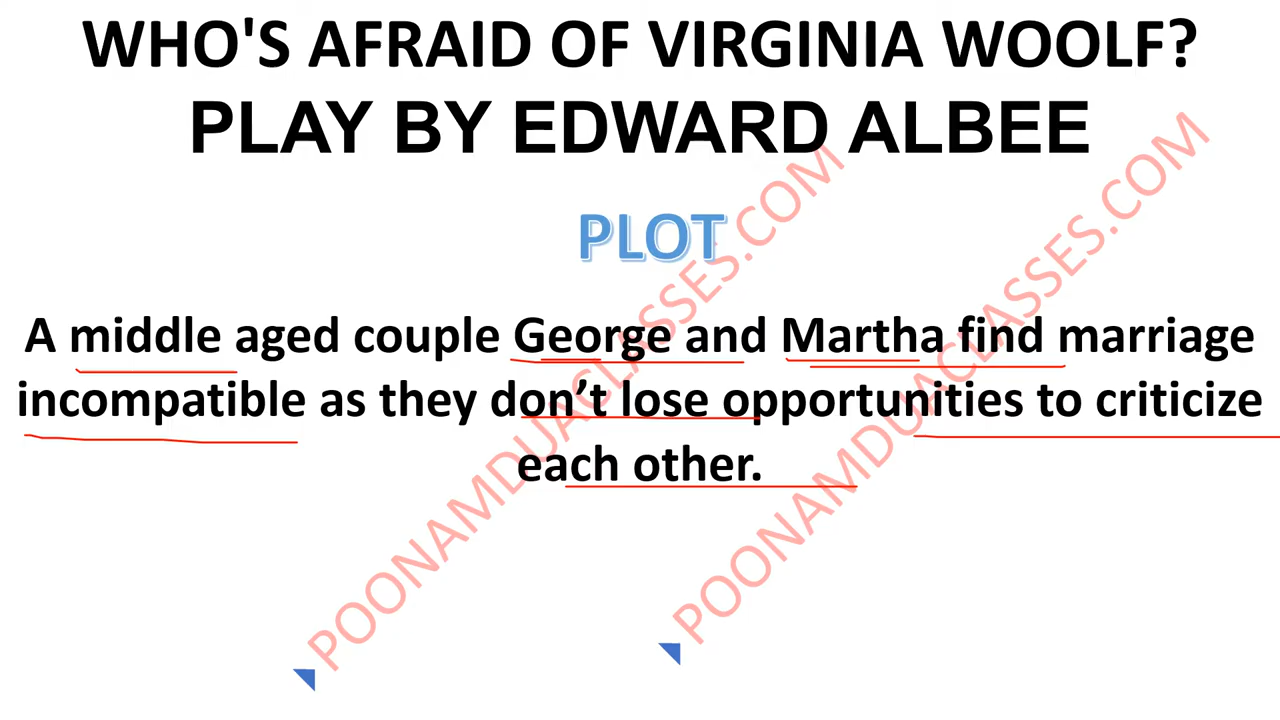 WHO'S AFRAID OF VIRGINIA WOOLF?
PLAY BY EDWARD ALBEE
PLOT
A middle aged couple George and Martha find marriage
incompatible as they don’t lose opportunities to criticize
each other.
POONAMDUACLASSES.COM
POONAMDUACLASSES.COM